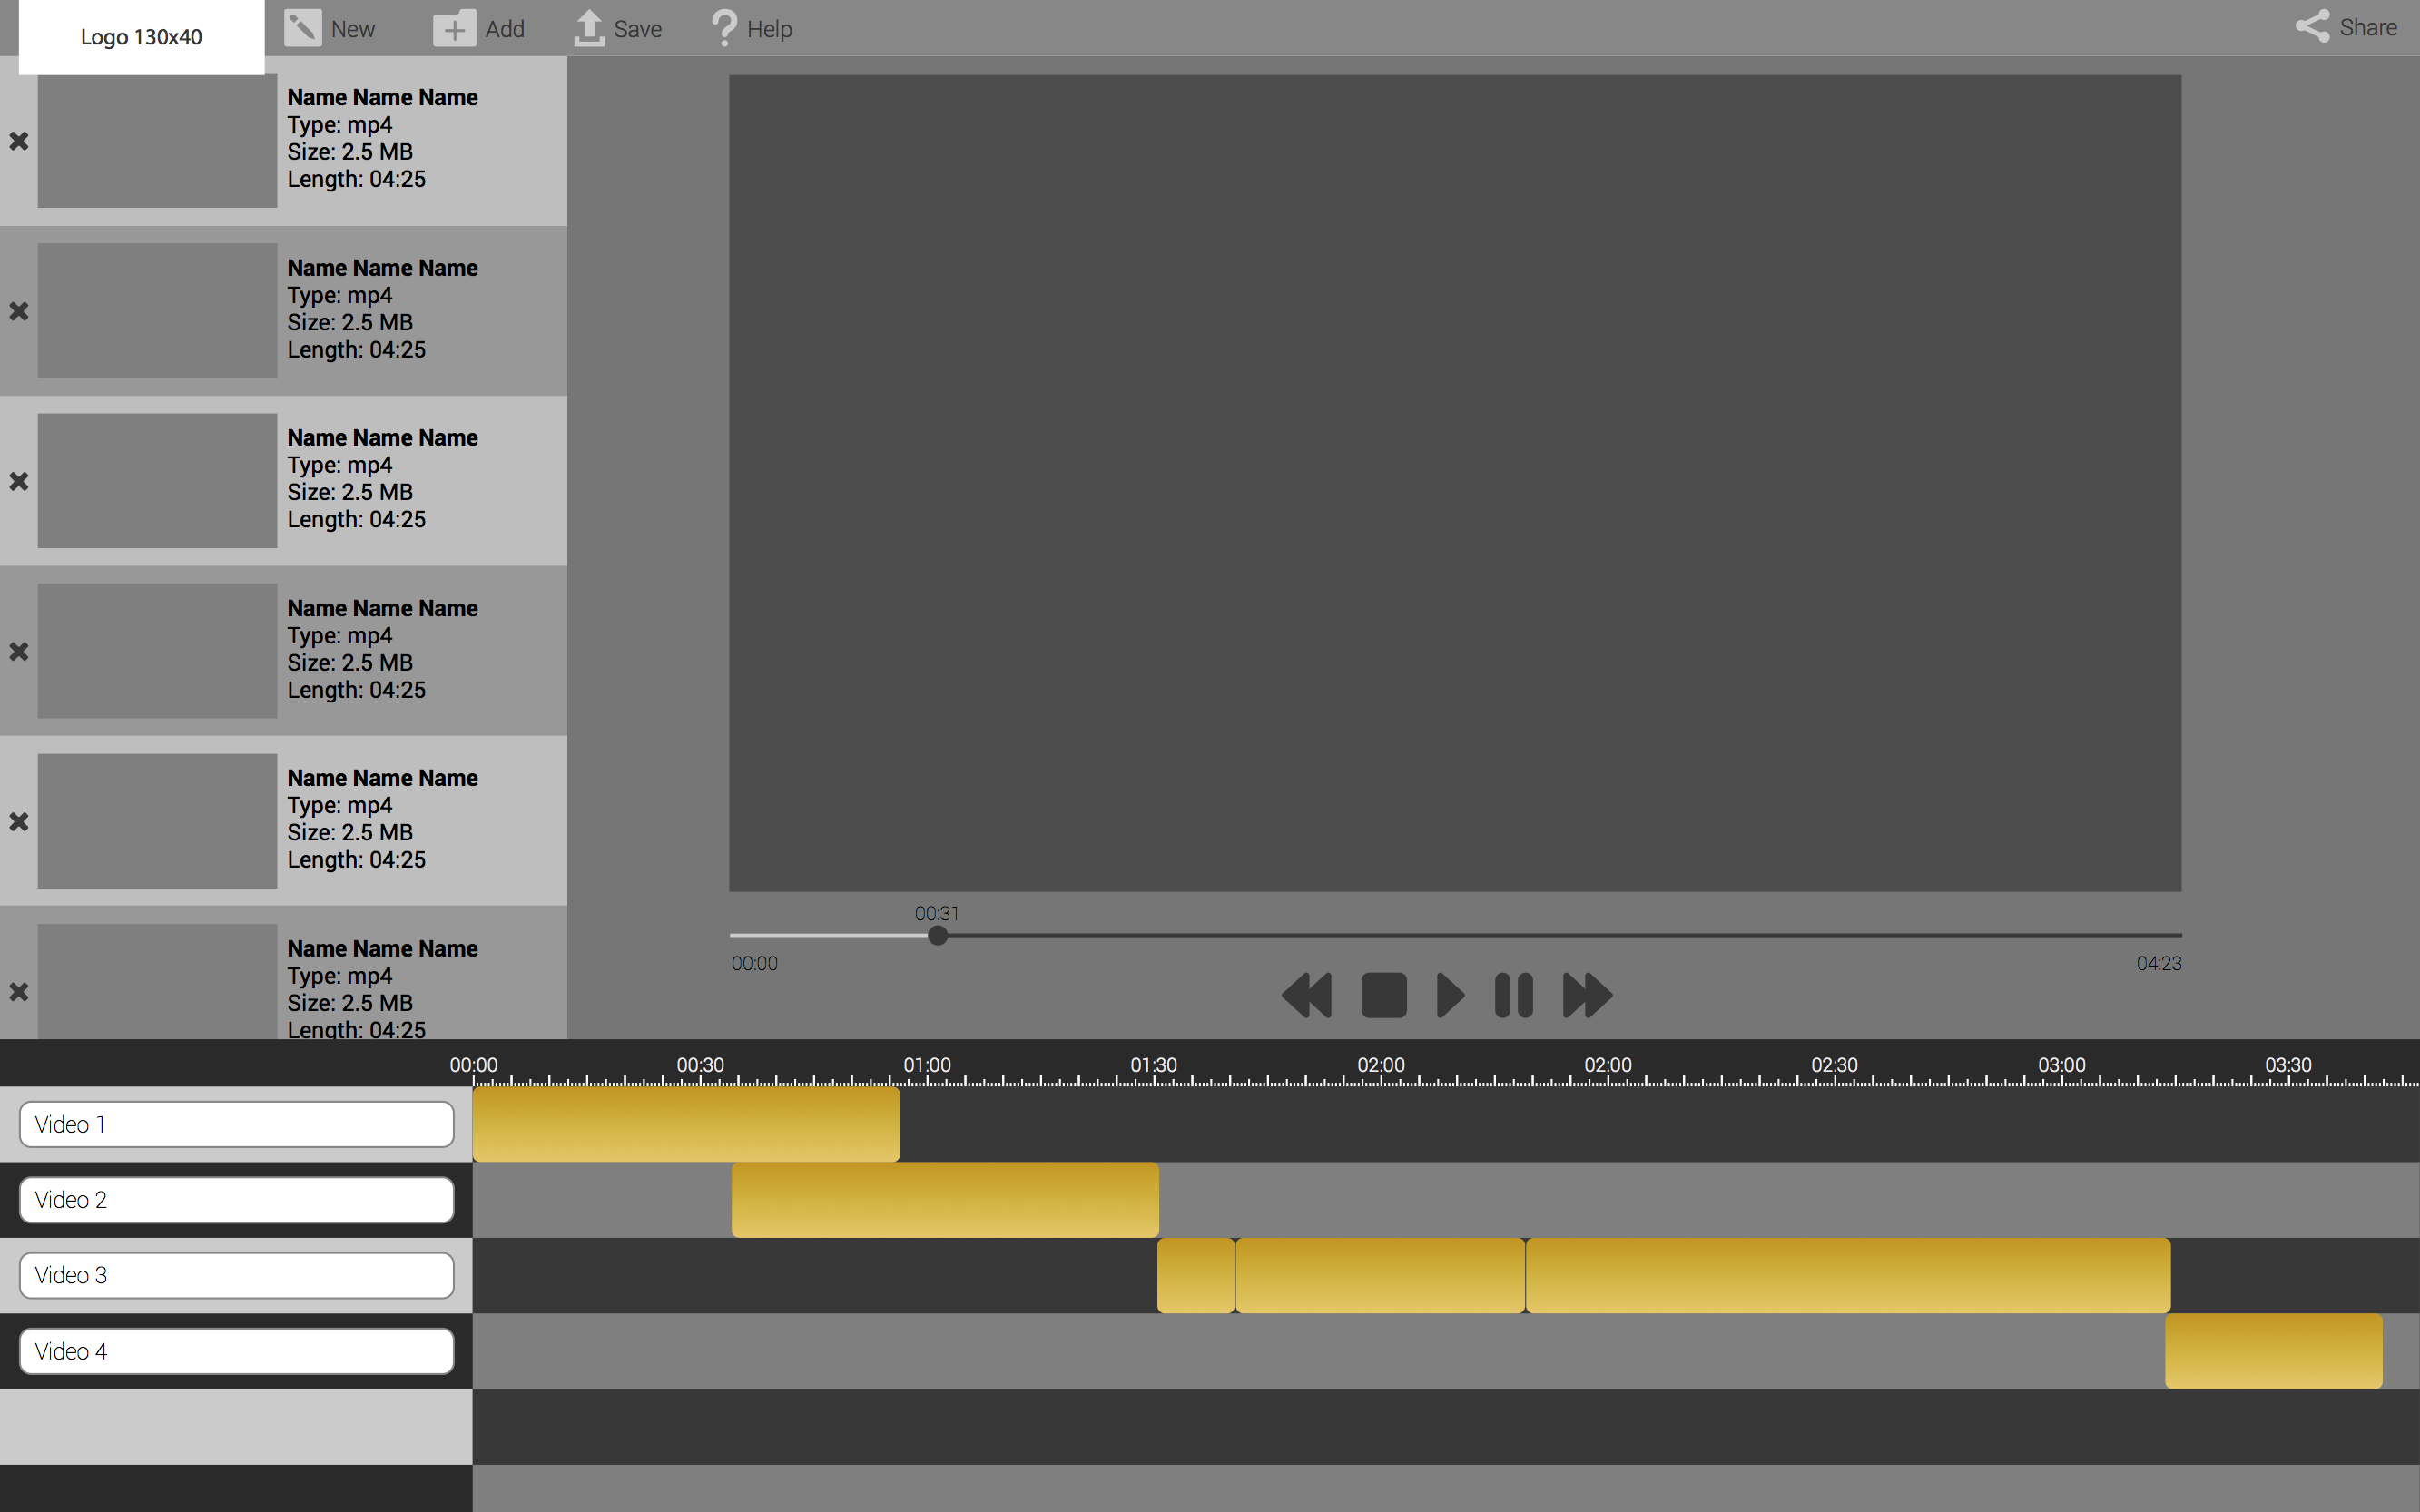 Logo 130x40
New
Add
Save
Help
Share
Name Name Name
Type: mp4
Size: 2.5 MB
Length: 04:25
Name Name Name
Type: mp4
Size: 2.5 MB
Length: 04:25
Name Name Name
Type: mp4
Size: 2.5 MB
Length: 04:25
Name Name Name
Type: mp4
Size: 2.5 MB
Length: 04:25
Name Name Name
Type: mp4
Size: 2.5 MB
Length: 04:25
Name Name Name
Type: mp4
Size: 2.5 MB
Length: 04:25
00:31
00:00
04:23
00:00 00:30 01:00 01:30 02:00 02:00 02:30 03:00 03:30
Video 1
Video 2
Video 3
Video 4